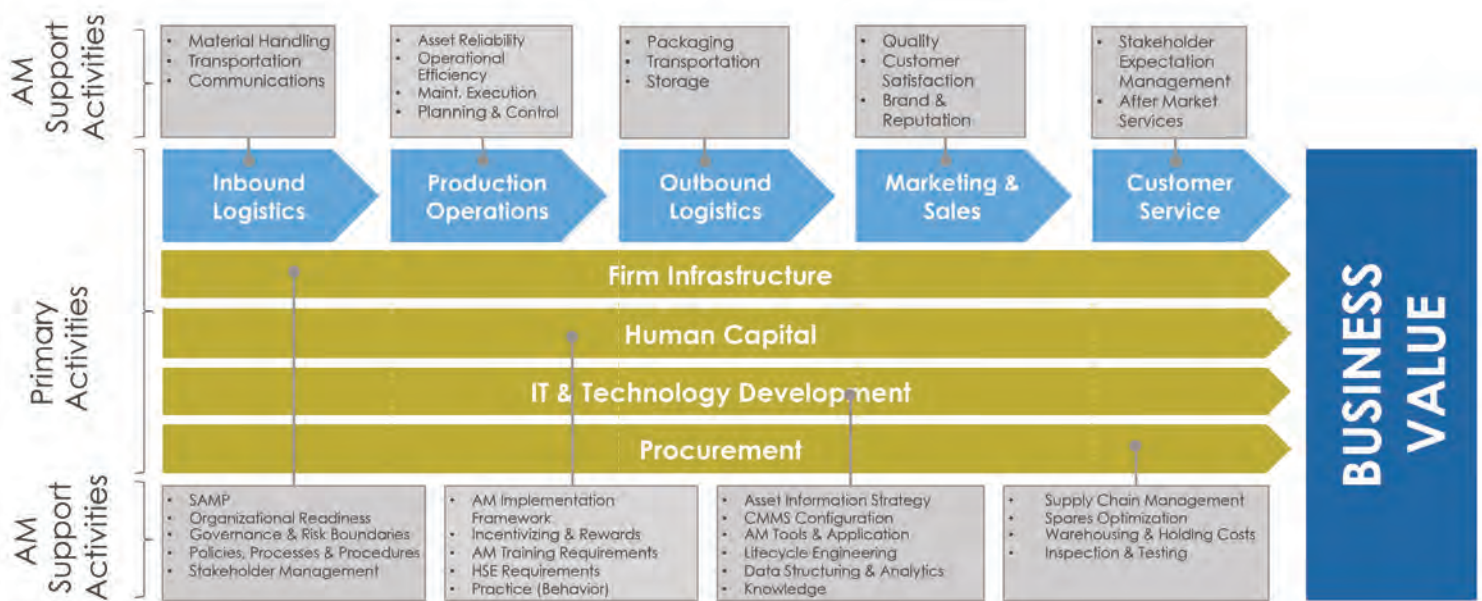 AM
Support
Activities
• Material Handling
• Transportation
• Communications
• Asset Reliability
• Operational
Efficiency
• Maint. Execution
• Planning & Control
• Packaging
• Transportation
• Storage
• Quality
• Customer
Satisfaction
• Brand &
Reputation
• Stakeholder
Expectation
Management
• After Market
Services
Primary
Activities
Inbound
Logistics
Production
Operations
Outbound
Logistics
Marketing &
Sales
Customer
Service
Firm Infrastructure
Human Capital
IT & Technology Development
Procurement
BUSINESS
VALUE
AM
Support
Activities
• SAMP
• Organizational Readiness
• Governance & Risk Boundaries
• Policies, Processes & Procedures
• Stakeholder Management
• AM Implementation
Framework
• Incentivizing & Rewards
• AM Training Requirements
• HSE Requirements
• Practice (Behavior)
• Asset Information Strategy
• CMMS Configuration
• AM Tools & Application
• Lifecycle Engineering
• Data Structuring & Analytics
• Knowledge
• Supply Chain Management
• Spares Optimization
• Warehousing & Holding Costs
• Inspection & Testing